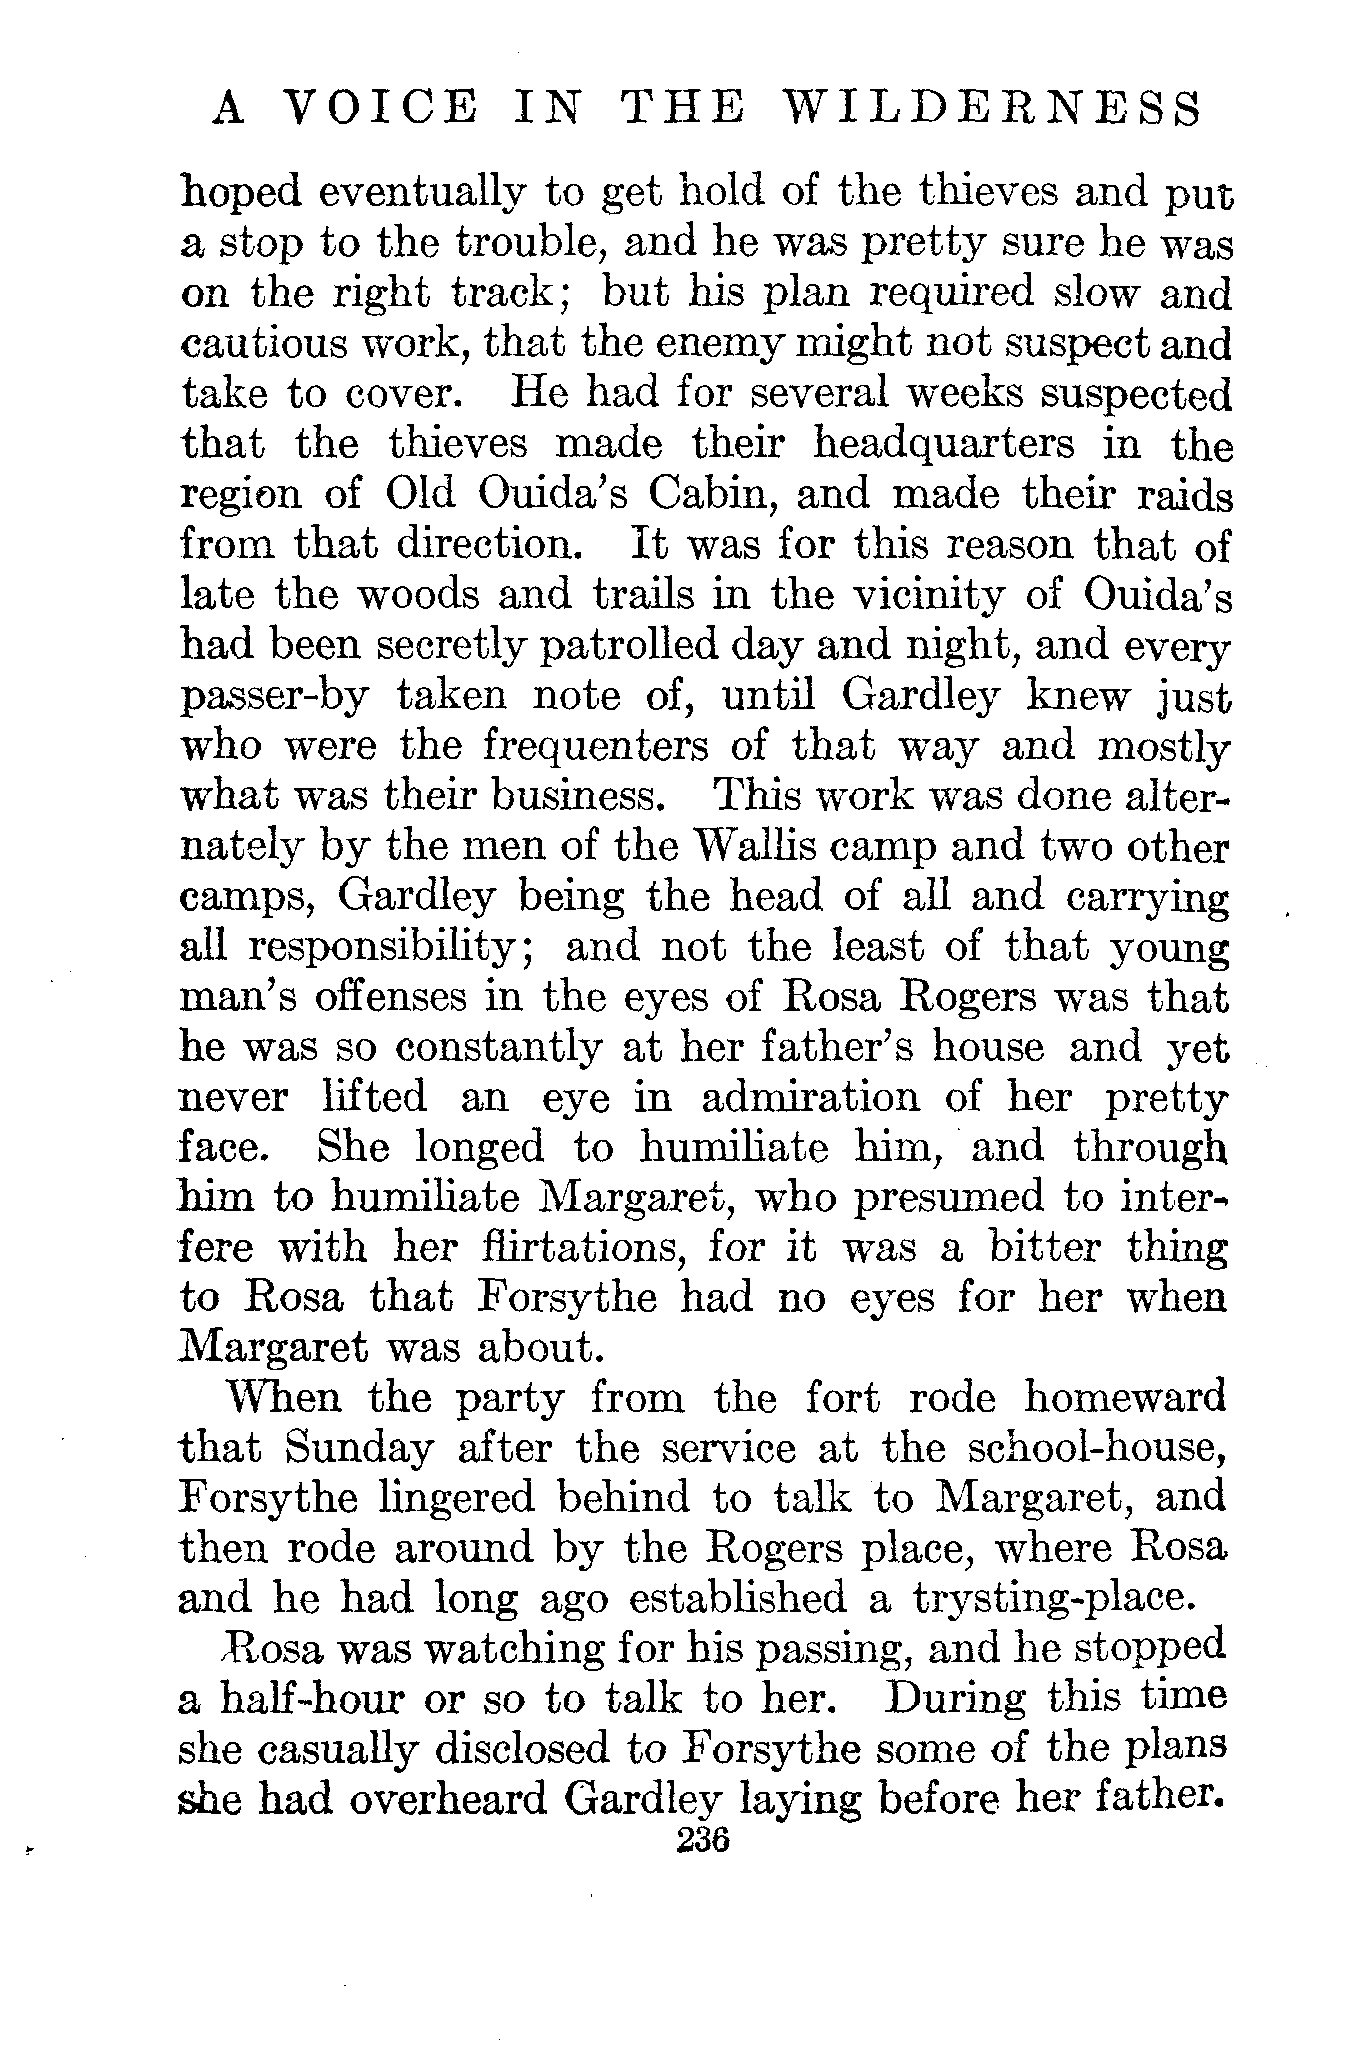 A VOICE IN THE WILDERNESS
hoped eventually to get hold of the thieves and put
a stop to the trouble, and he was pretty sure he was
on the right track; but his plan required slow and
cautious work, that the enemy might not suspect and
take to cover. He had for several weeks suspected
that the thieves made their headquarters in the
region of Old Ouida's Cabin, and made their raids
from that direction. It was for this reason that of
late the woods and trails in the vicinity of Ouida's
had been secretly patrolled day and night, and every
passer-by taken note of, until Gardley knew just
who were the frequenters of that way and mostly
what was their business. This work was done alter-
nately by the men of the Wallis camp and two other
camps, Gardley being the head of all and carrying
all responsibility; and not the least of that young
man's offenses in the eyes of Rosa Rogers was that
he was so constantly at her father's house and yet
never lifted an eye in admiration of her pretty
face. She longed to humiliate him, and through
him to humiliate Margaret, who presumed to inter-
fere with her flirtations, for it was a bitter thing
to Rosa that Forsythe had no eyes for her when
Margaret was about.
When the party from the fort rode homeward
that Sunday after the service at the school-house,
Forsythe lingered behind to talk to Margaret, and
then rode around by the Rogers place, where Rosa
and he had long ago established a trysting-place.
Rosa was watching for his passing, and he stopped
a half-hour or so to talk to her. During this time
she casually disclosed to Forsythe some of the plans
she had overheard Gardley laying before her father.
236